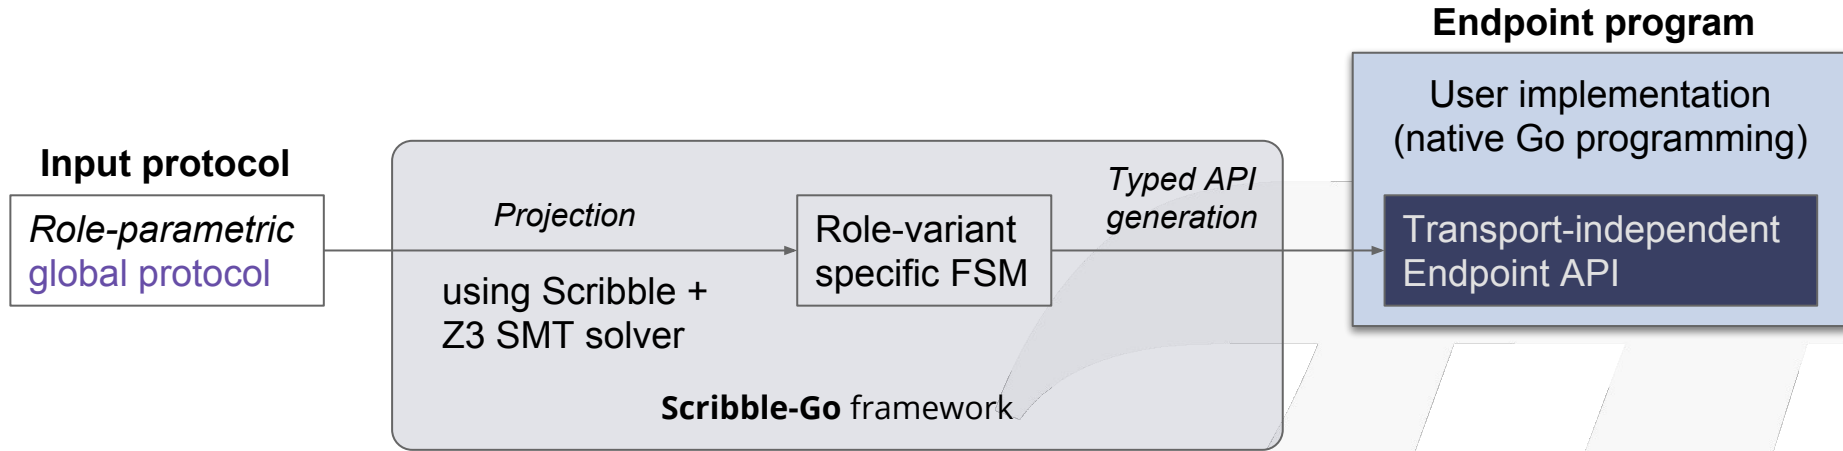 Input protocol
Role-parametric
global protocol
Projection
using Scribble +
Z3 SMT solver
Role-variant
specific FSM
Typed API
generation
Scribble-Go framework
Endpoint program
User implementation
(native Go programming)
Transport-independent
Endpoint API